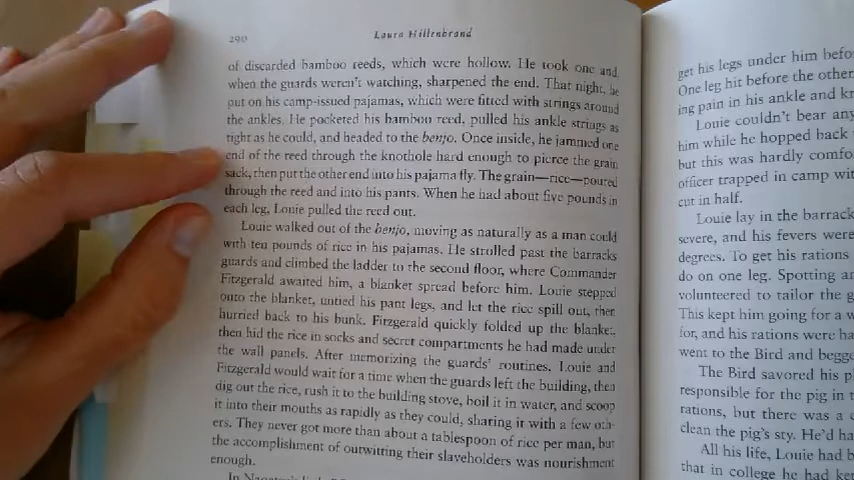 290
Laura Hillenbrand
of discarded bamboo reeds, which were hollow. He took one and,
when the guards weren't watching, sharpened the end. That night, he
put on his camp-issued pajamas, which were fitted with strings around
the ankles. He pocketed his bamboo reed, pulled his ankle strings as
tight as he could, and headed to the benjo. Once inside, he jammed one
end of the reed through the knothole hard enough to pierce the grain
sack, then put the other end into his pajama fly. The grain—rice—poured
through the reed and into his pants. When he had about five pounds in
each leg, Louie pulled the reed out.
Louie walked out of the benjo, moving as naturally as a man could
with ten pounds of rice in his pajamas. He strolled past the barracks
guards and climbed the ladder to the second floor, where Commander
Fitzgerald awaited him, a blanket spread before him. Louie stepped
onto the blanket, untied his pant legs, and let the rice spill out, then
hurried back to his bunk. Fitzgerald quickly folded up the blanket,
then hid the rice in socks and secret compartments he had made under
the wall panels. After memorizing the guards' routines, Louie and
Fitzgerald would wait for a time when the guards left the building, then
dig out the rice, rush it to the building stove, boil it in water, and scoop
it into their mouths as rapidly as they could, sharing it with a few oth-
ers. They never got more than about a tablespoon of rice per man, but
the accomplishment of outwitting their slaveholders was nourishment
enough.
get his legs under him befo
One leg hit before the other
ing pain in his ankle and kn
Louie couldn't bear any
him while he hopped back
but this was hardly comfo
officer trapped in camp wit
cut in half.
Louie lay in the barrack
severe, and his fevers were
degrees. To get his rations
do on one leg. Spotting a
volunteered to tailor the g
This kept him going for a w
for, and his rations were ha
went to the Bird and begge
The Bird savored his p
responsible for the pig in t
rations, but there was a c
clean the pig's sty. He'd ha
All his life, Louie had b
that in college he had ke